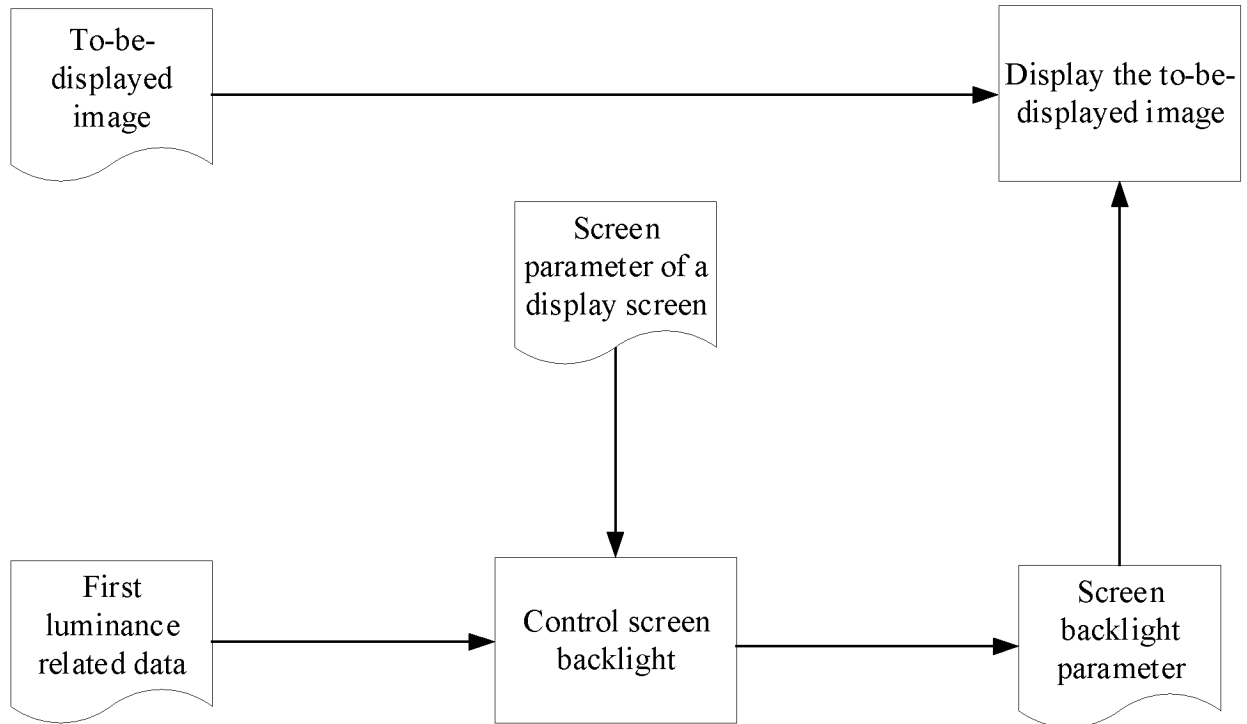 To-be-
displayed
image
Display the to-be-
displayed image
Screen
parameter of a
display screen
First
luminance
related data
Control screen
backlight
Screen
backlight
parameter